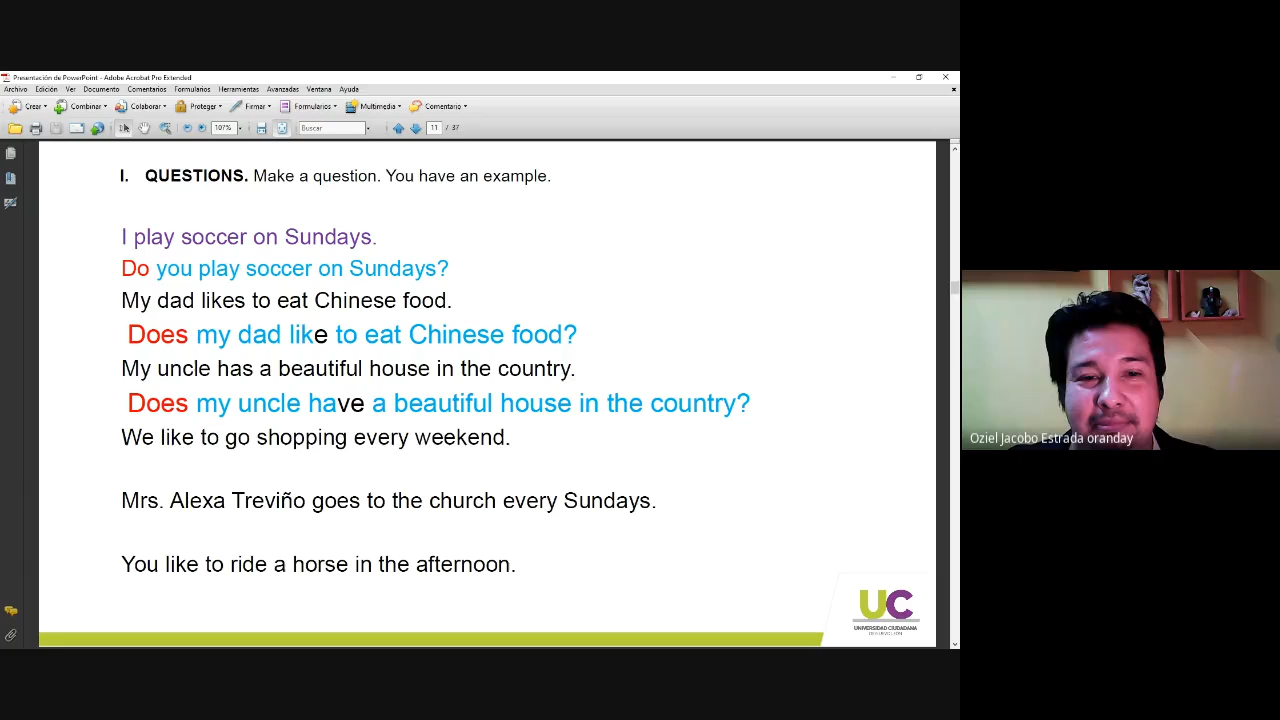 Presentación de PowerPoint - Adobe Acrobat Pro Extended
Archivo Edición Ver Documento Comentarios Formularios Herramientas Avanzadas Ventana Ayuda
Crear Combinar Colaborar Proteger Firmar Formularios Multimedia Comentario
107% Buscar 11 / 37
I. QUESTIONS. Make a question. You have an example.
I play soccer on Sundays.
Do you play soccer on Sundays?
My dad likes to eat Chinese food.
Does my dad like to eat Chinese food?
My uncle has a beautiful house in the country.
Does my uncle have a beautiful house in the country?
We like to go shopping every weekend.
Mrs. Alexa Treviño goes to the church every Sundays.
You like to ride a horse in the afternoon.
UC
UNIVERSIDAD CIUDADANA
DE NUEVO LEÓN
Oziel Jacobo Estrada oranday